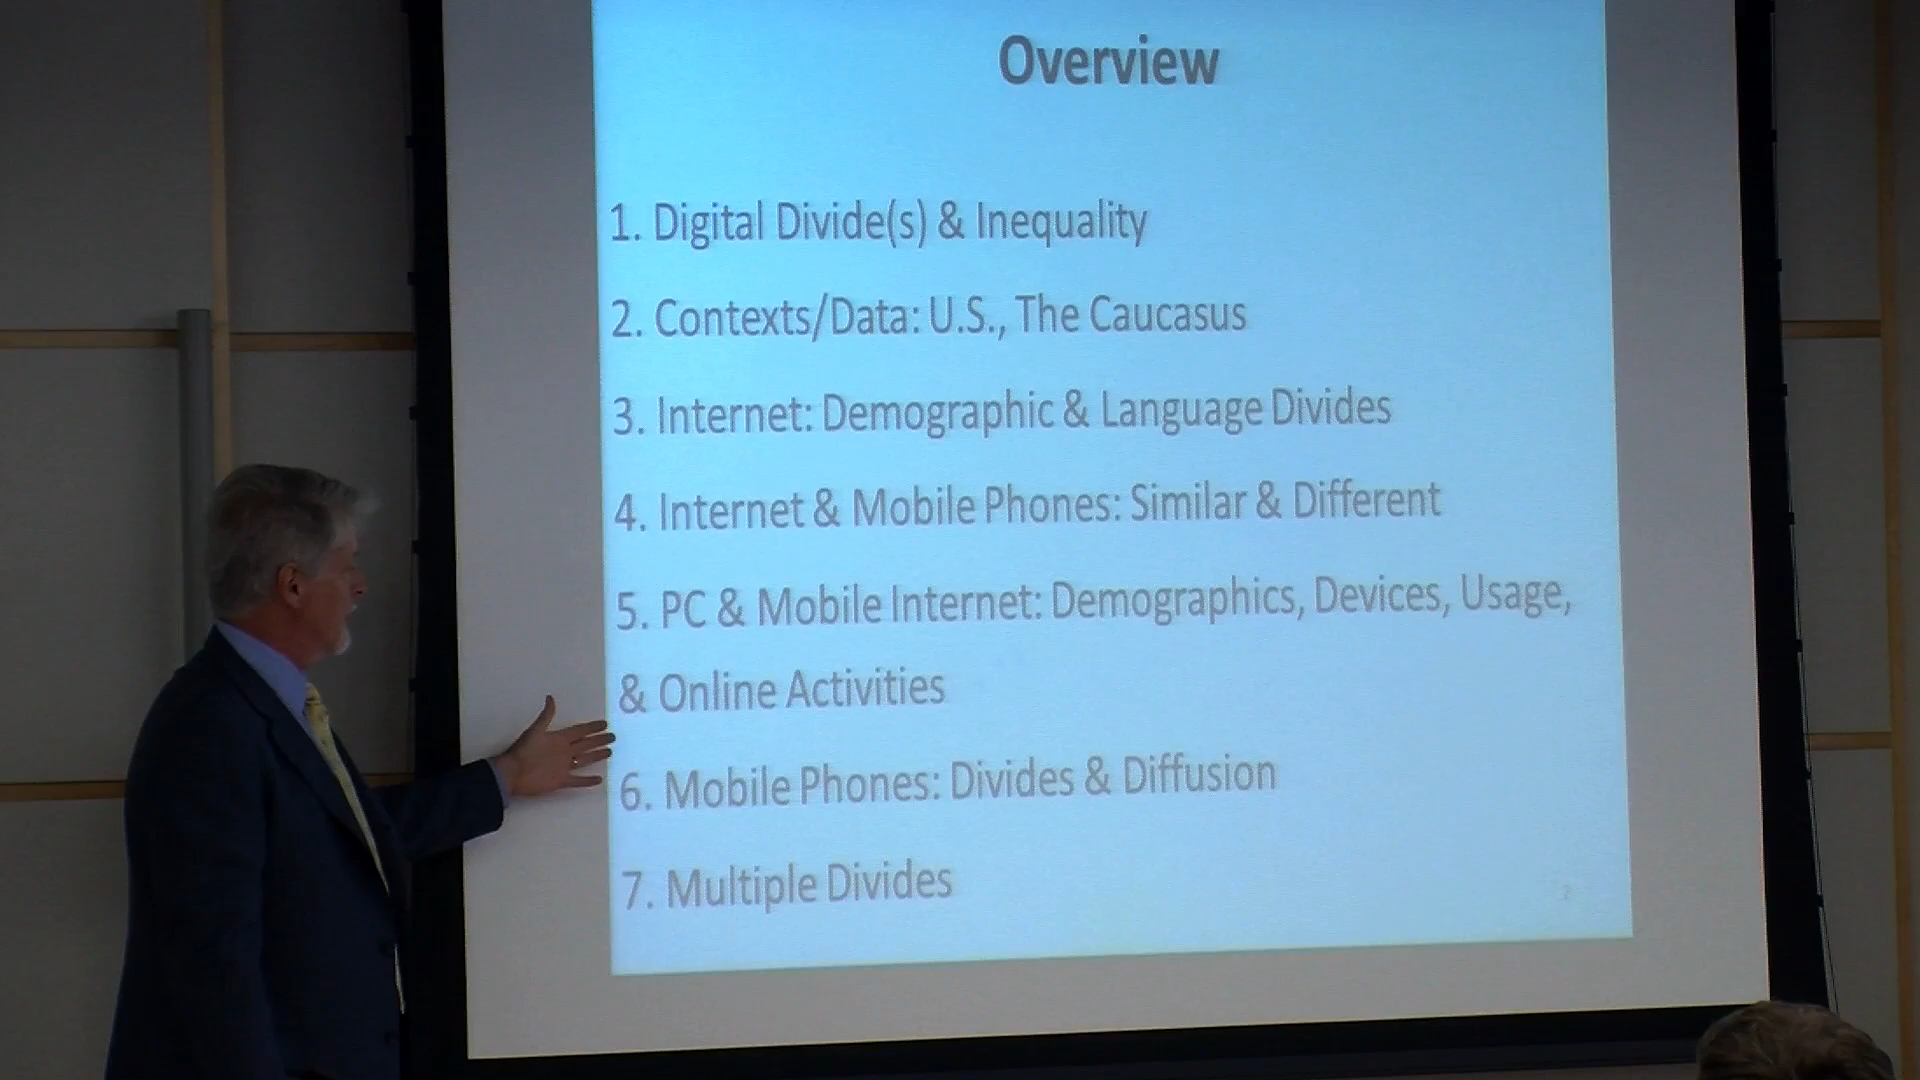 Overview
1. Digital Divide(s) & Inequality
2. Contexts/Data: U.S., The Caucasus
3. Internet: Demographic & Language Divides
4. Internet & Mobile Phones: Similar & Different
5. PC & Mobile Internet: Demographics, Devices, Usage,
& Online Activities
6. Mobile Phones: Divides & Diffusion
7. Multiple Divides
2